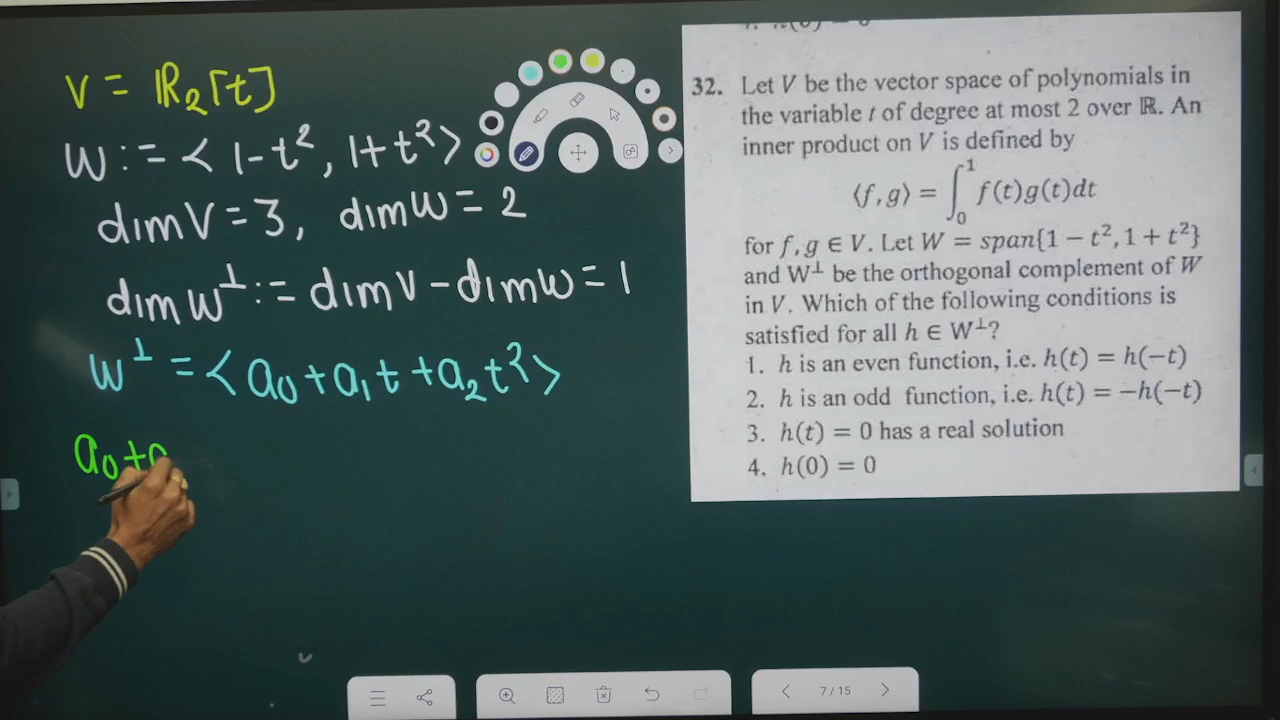 V = ℝ₂[t]
W := < 1-t², 1+t² >
dim V = 3, dim W = 2
dim W⊥ := dim V - dim W = 1
W⊥ = < a₀ + a₁t + a₂t² >
a₀ +
32. Let V be the vector space of polynomials in
the variable t of degree at most 2 over ℝ. An
inner product on V is defined by
⟨f, g⟩ = ∫₀¹ f(t)g(t)dt
for f, g ∈ V. Let W = span{1 − t², 1 + t²}
and W⊥ be the orthogonal complement of W
in V. Which of the following conditions is
satisfied for all h ∈ W⊥?
1. h is an even function, i.e. h(t) = h(−t)
2. h is an odd function, i.e. h(t) = −h(−t)
3. h(t) = 0 has a real solution
4. h(0) = 0
7 / 15